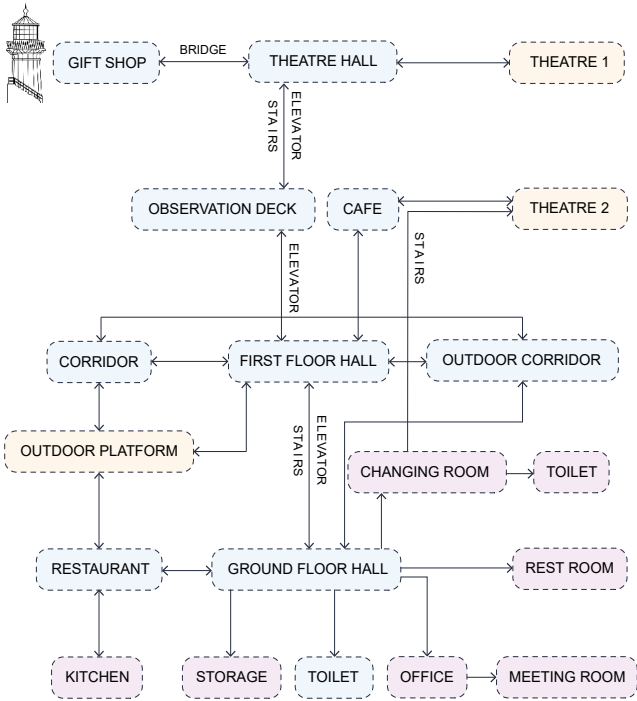 GIFT SHOP
BRIDGE
THEATRE HALL
THEATRE 1
STAIRS
ELEVATOR
OBSERVATION DECK
CAFE
THEATRE 2
ELEVATOR
STAIRS
CORRIDOR
FIRST FLOOR HALL
OUTDOOR CORRIDOR
STAIRS
ELEVATOR
OUTDOOR PLATFORM
CHANGING ROOM
TOILET
RESTAURANT
GROUND FLOOR HALL
REST ROOM
KITCHEN
STORAGE
TOILET
OFFICE
MEETING ROOM